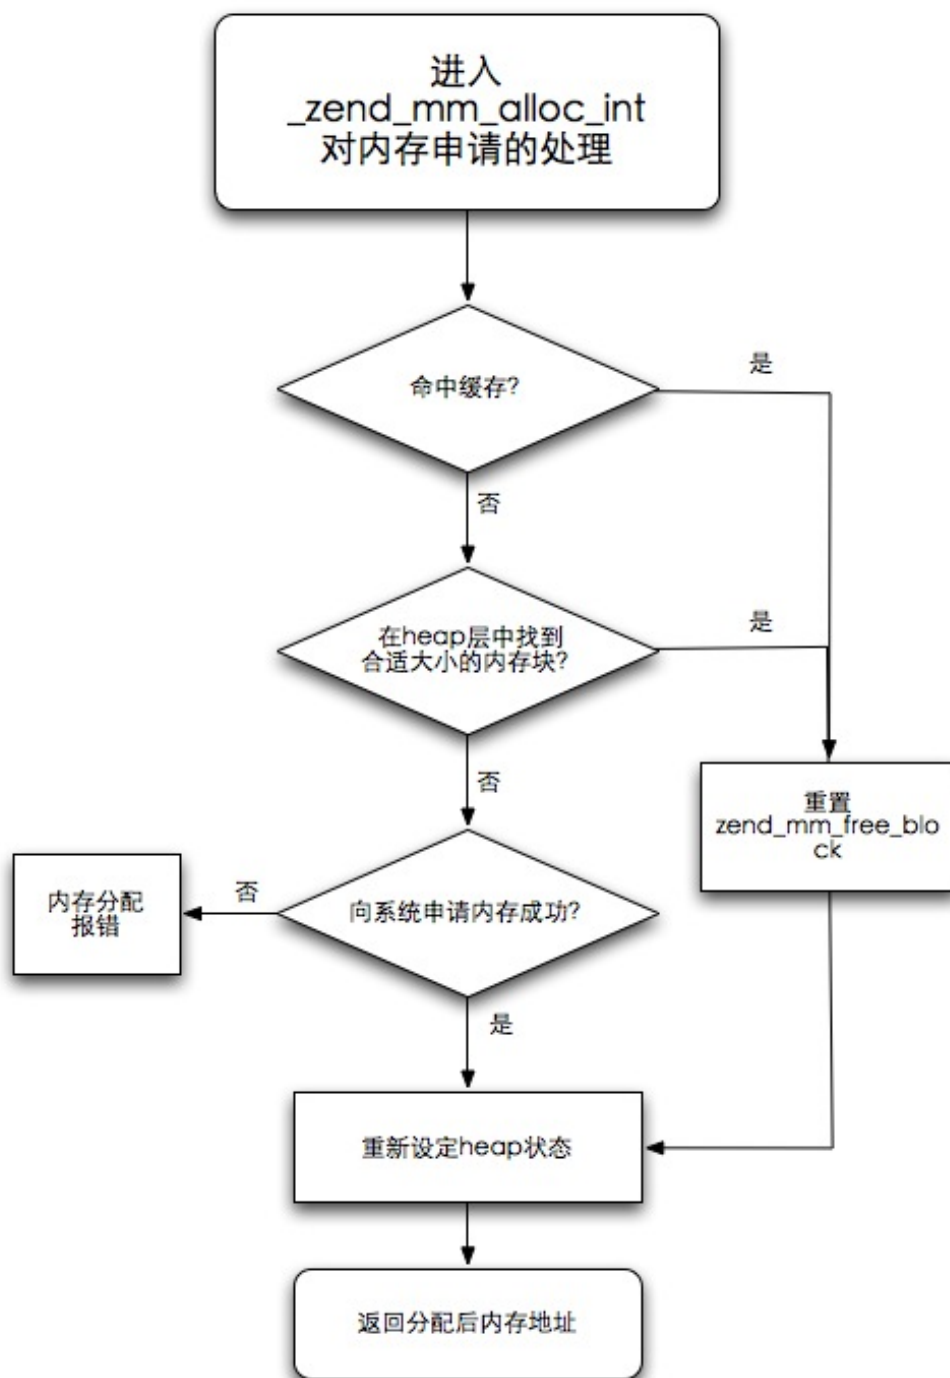 进入
_zend_mm_alloc_int
对内存申请的处理
命中缓存?
是
否
在heap层中找到
合适大小的内存块?
是
否
重置
zend_mm_free_blo
ck
向系统申请内存成功?
否
内存分配
报错
是
重新设定heap状态
返回分配后内存地址